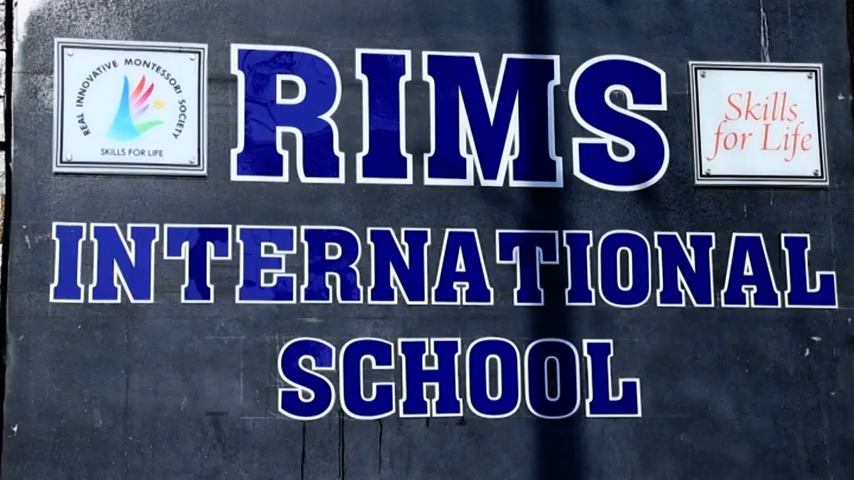 REAL INNOVATIVE MONTESSORI SOCIETY
SKILLS FOR LIFE
RIMS
Skills
for Life
INTERNATIONAL
SCHOOL